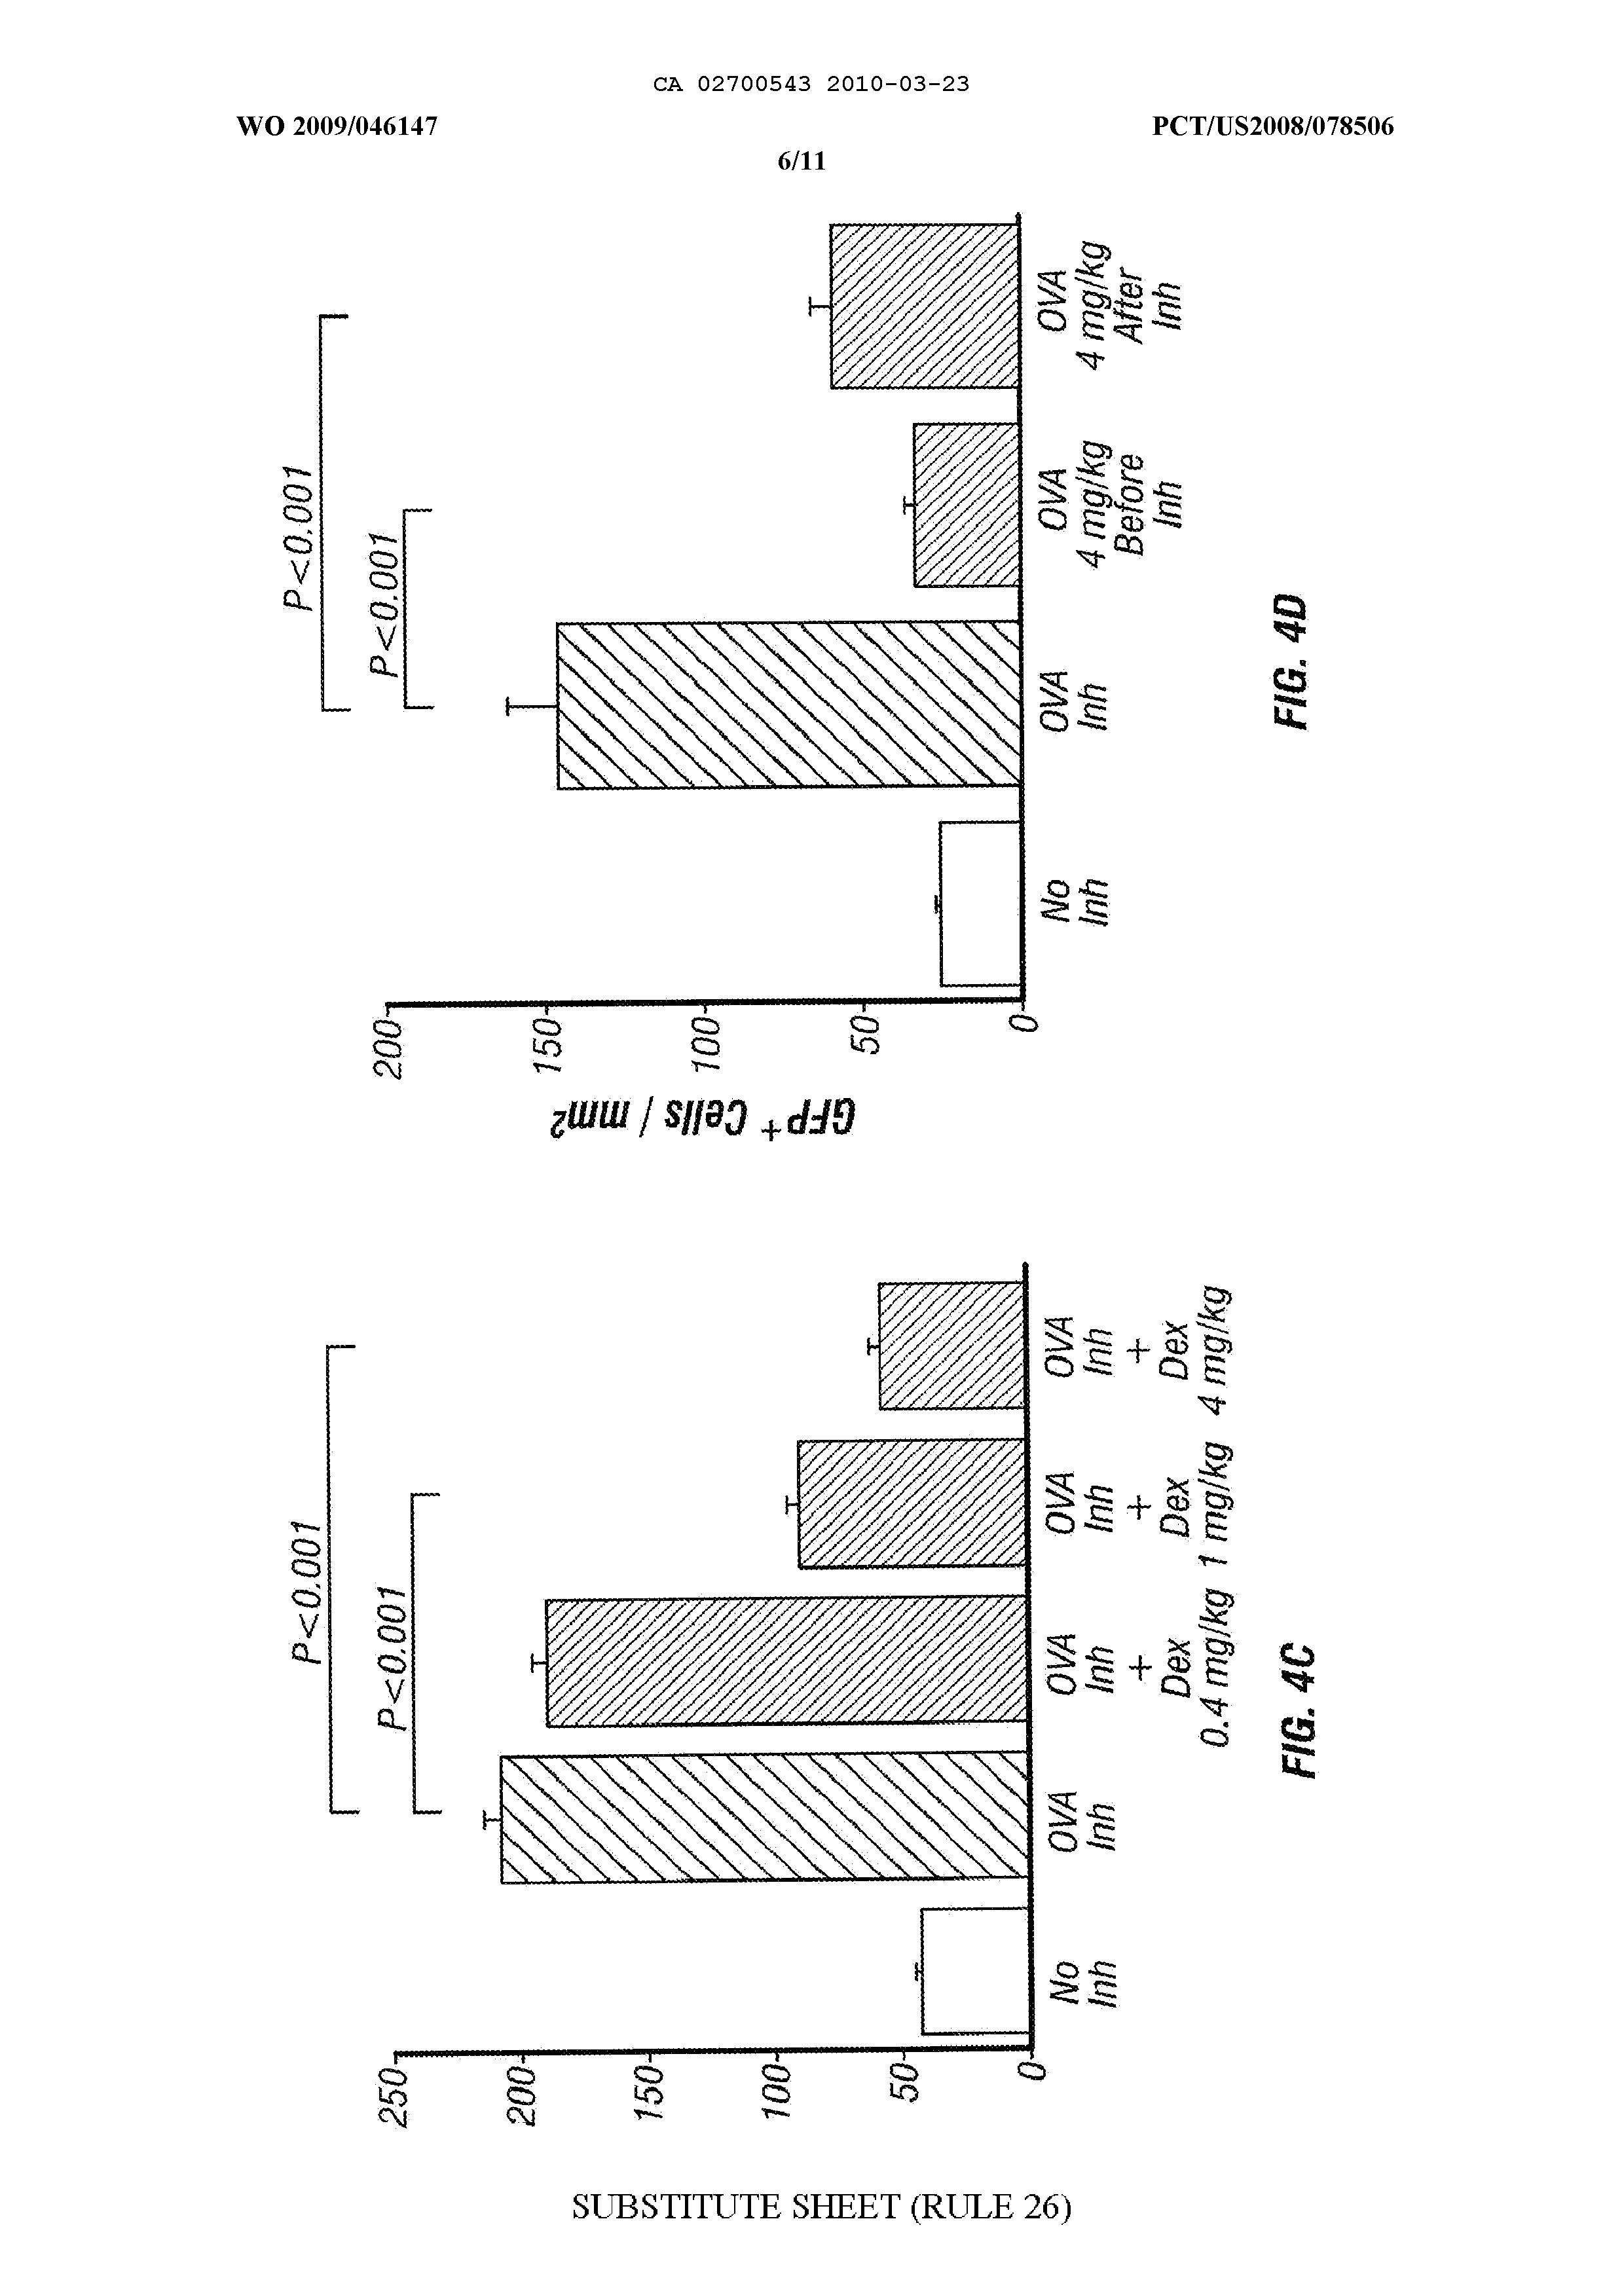 CA 02700543 2010-03-23
WO 2009/046147
PCT/US2008/078506
6/11
P<0.001
P<0.001
250
200
150
100
50
0
No
Inh
OVA
Inh
OVA
Inh
+
Dex
0.4 mg/kg
OVA
Inh
+
Dex
1 mg/kg
OVA
Inh
+
Dex
4 mg/kg
FIG. 4C
P<0.001
P<0.001
GFP+ Cells / mm2
200
150
100
50
0
No
Inh
OVA
Inh
OVA
4 mg/kg
Before
Inh
OVA
4 mg/kg
After
Inh
FIG. 4D
SUBSTITUTE SHEET (RULE 26)